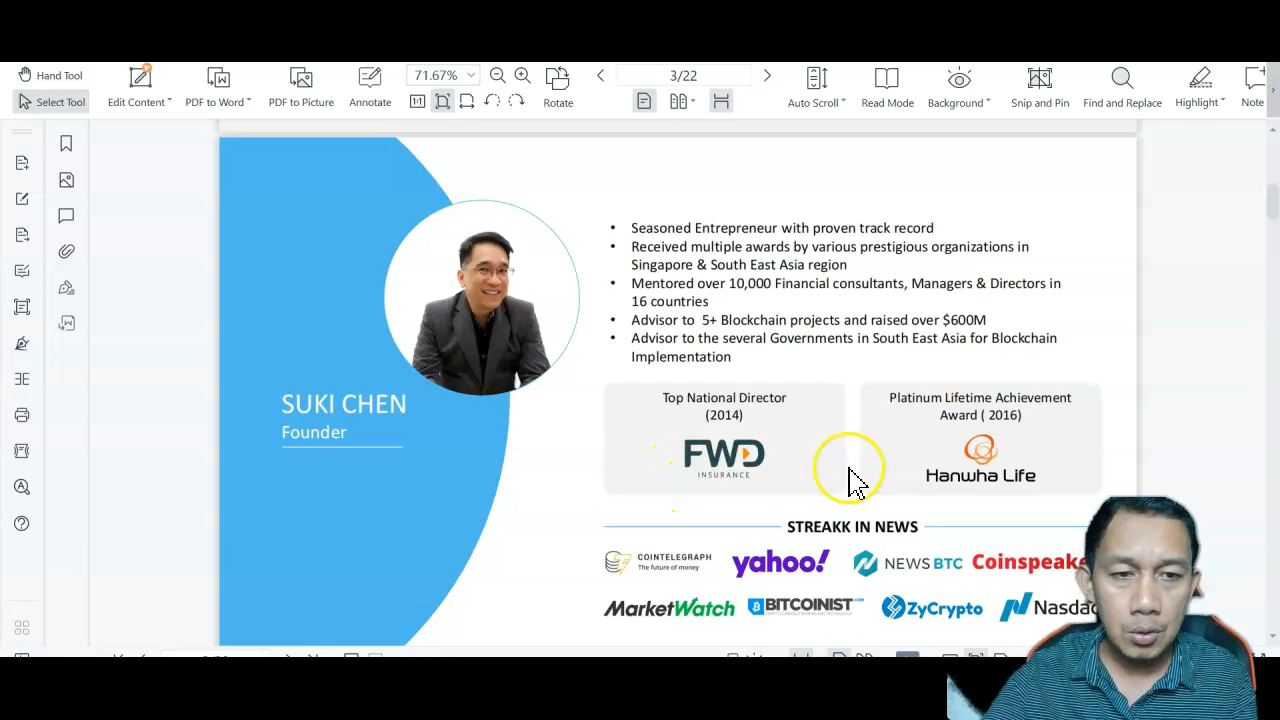 Hand Tool
71.67%
3/22
Select Tool
Edit Content
PDF to Word
PDF to Picture
Annotate
1:1
Rotate
Auto Scroll
Read Mode
Background
Snip and Pin
Find and Replace
Highlight
Note
• Seasoned Entrepreneur with proven track record
• Received multiple awards by various prestigious organizations in
Singapore & South East Asia region
• Mentored over 10,000 Financial consultants, Managers & Directors in
16 countries
• Advisor to 5+ Blockchain projects and raised over $600M
• Advisor to the several Governments in South East Asia for Blockchain
Implementation
SUKI CHEN
Founder
Top National Director
(2014)
FWD
INSURANCE
Platinum Lifetime Achievement
Award ( 2016)
Hanwha Life
STREAKK IN NEWS
COINTELEGRAPH
The future of money
yahoo!
NEWS BTC
Coinspeake
MarketWatch
BITCOINIST.COM
ZyCrypto
Nasdaq